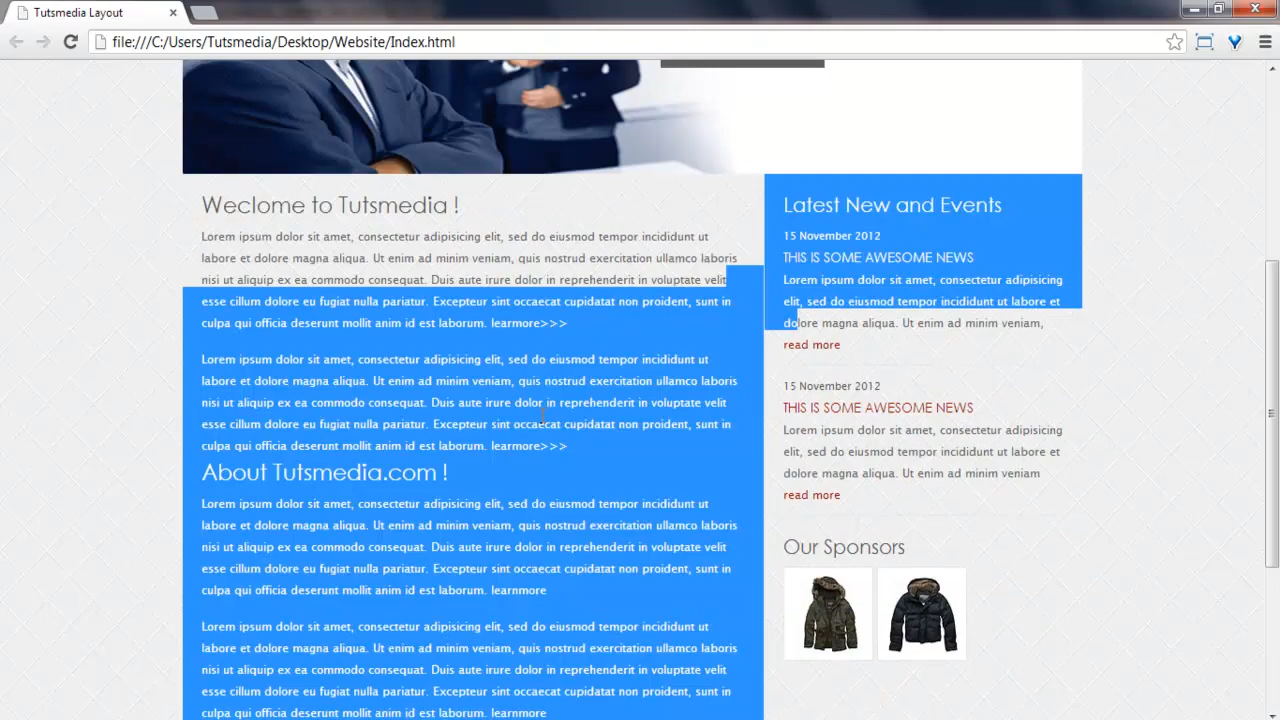 Tutsmedia Layout
file:///C:/Users/Tutsmedia/Desktop/Website/Index.html
Weclome to Tutsmedia !
Lorem ipsum dolor sit amet, consectetur adipisicing elit, sed do eiusmod tempor incididunt ut
labore et dolore magna aliqua. Ut enim ad minim veniam, quis nostrud exercitation ullamco laboris
nisi ut aliquip ex ea commodo consequat. Duis aute irure dolor in reprehenderit in voluptate velit
esse cillum dolore eu fugiat nulla pariatur. Excepteur sint occaecat cupidatat non proident, sunt in
culpa qui officia deserunt mollit anim id est laborum. learmore>>>
Lorem ipsum dolor sit amet, consectetur adipisicing elit, sed do eiusmod tempor incididunt ut
labore et dolore magna aliqua. Ut enim ad minim veniam, quis nostrud exercitation ullamco laboris
nisi ut aliquip ex ea commodo consequat. Duis aute irure dolor in reprehenderit in voluptate velit
esse cillum dolore eu fugiat nulla pariatur. Excepteur sint occaecat cupidatat non proident, sunt in
culpa qui officia deserunt mollit anim id est laborum. learmore>>>
About Tutsmedia.com !
Lorem ipsum dolor sit amet, consectetur adipisicing elit, sed do eiusmod tempor incididunt ut
labore et dolore magna aliqua. Ut enim ad minim veniam, quis nostrud exercitation ullamco laboris
nisi ut aliquip ex ea commodo consequat. Duis aute irure dolor in reprehenderit in voluptate velit
esse cillum dolore eu fugiat nulla pariatur. Excepteur sint occaecat cupidatat non proident, sunt in
culpa qui officia deserunt mollit anim id est laborum. learnmore
Lorem ipsum dolor sit amet, consectetur adipisicing elit, sed do eiusmod tempor incididunt ut
labore et dolore magna aliqua. Ut enim ad minim veniam, quis nostrud exercitation ullamco laboris
nisi ut aliquip ex ea commodo consequat. Duis aute irure dolor in reprehenderit in voluptate velit
esse cillum dolore eu fugiat nulla pariatur. Excepteur sint occaecat cupidatat non proident, sunt in
culpa qui officia deserunt mollit anim id est laborum. learnmore
Latest New and Events
15 November 2012
THIS IS SOME AWESOME NEWS
Lorem ipsum dolor sit amet, consectetur adipisicing
elit, sed do eiusmod tempor incididunt ut labore et
dolore magna aliqua. Ut enim ad minim veniam,
read more
15 November 2012
THIS IS SOME AWESOME NEWS
Lorem ipsum dolor sit amet, consectetur adipisicing
elit, sed do eiusmod tempor incididunt ut labore et
dolore magna aliqua. Ut enim ad minim veniam
read more
Our Sponsors